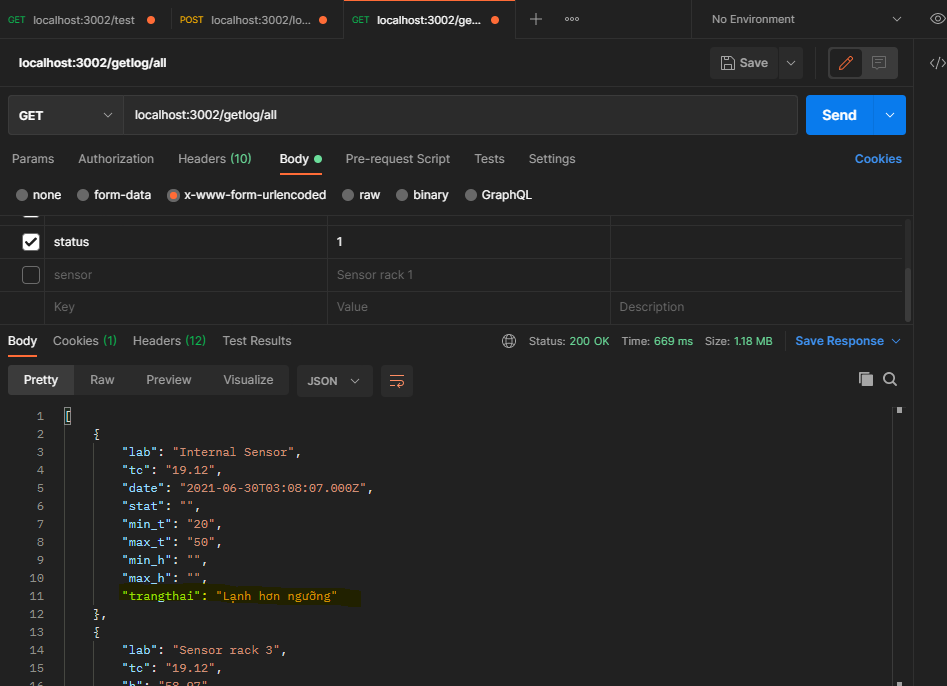 GET localhost:3002/test POST localhost:3002/lo... GET localhost:3002/ge... No Environment
localhost:3002/getlog/all Save
GET localhost:3002/getlog/all Send
Params Authorization Headers (10) Body Pre-request Script Tests Settings Cookies
none form-data x-www-form-urlencoded raw binary GraphQL
status 1
sensor Sensor rack 1
Key Value Description
Body Cookies (1) Headers (12) Test Results Status: 200 OK Time: 669 ms Size: 1.18 MB Save Response
Pretty Raw Preview Visualize JSON
1 [
2 {
3 "lab": "Internal Sensor",
4 "tc": "19.12",
5 "date": "2021-06-30T03:08:07.000Z",
6 "stat": "",
7 "min_t": "20",
8 "max_t": "50",
9 "min_h": "",
10 "max_h": "",
11 "trangthai": "Lạnh hơn ngưỡng"
12 },
13 {
14 "lab": "Sensor rack 3",
15 "tc": "19.12",
16 "h": "58.97"